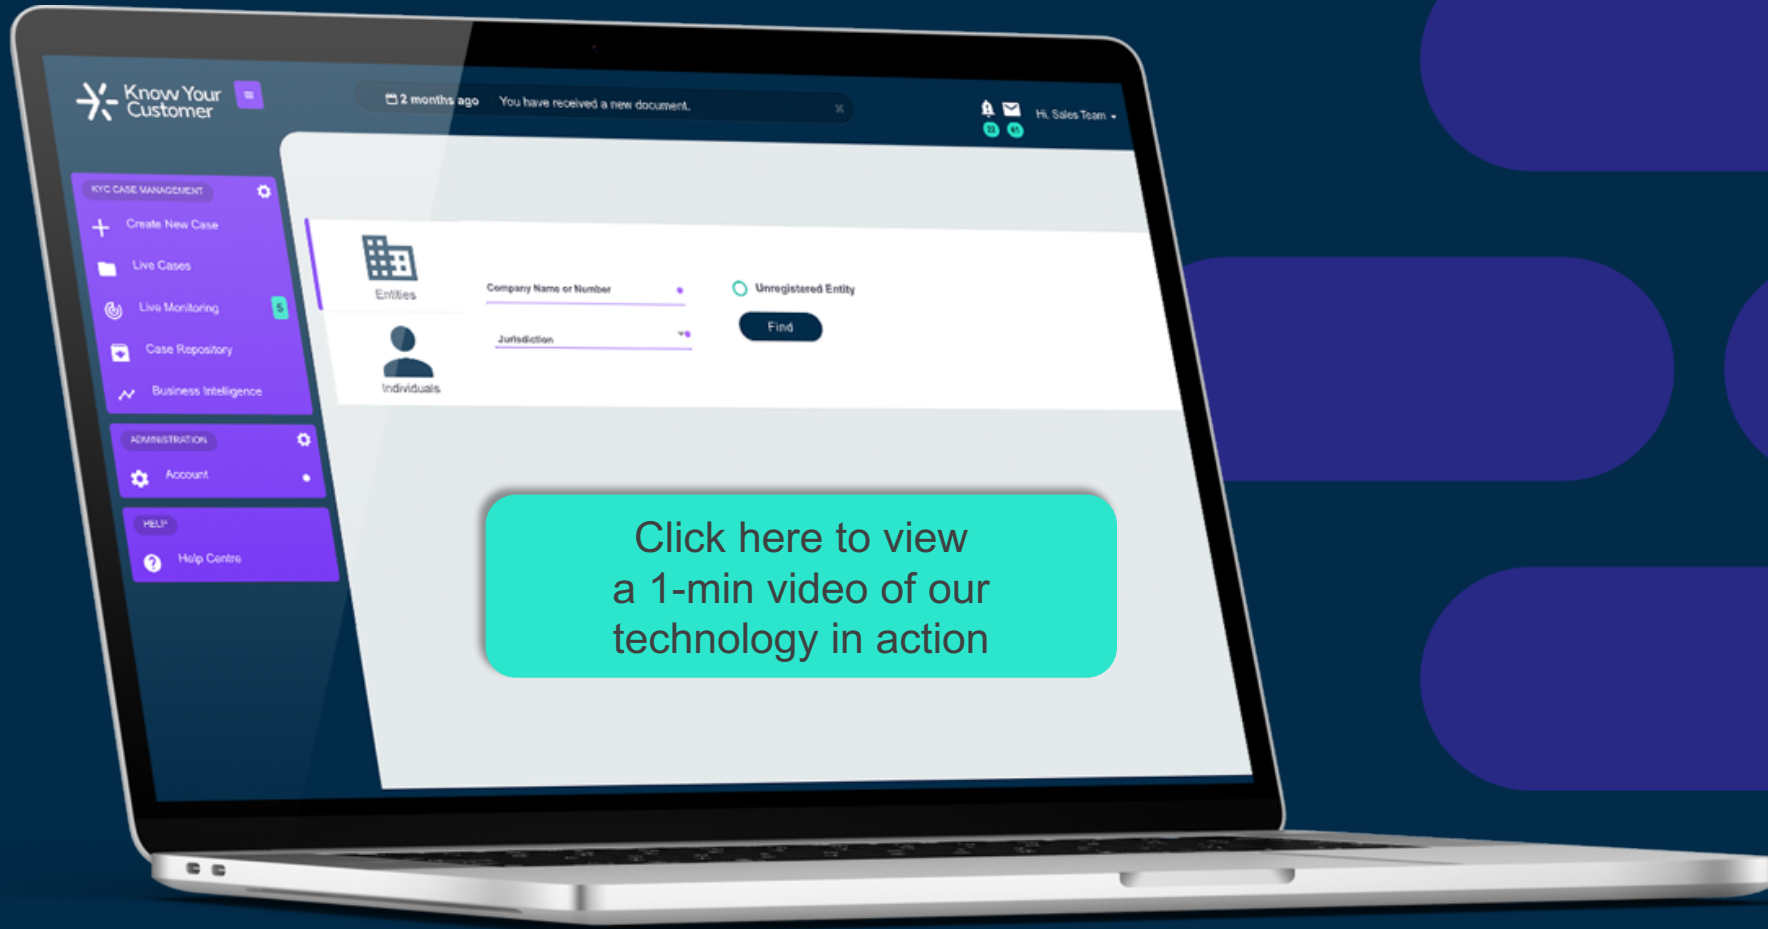 Know Your
Customer
2 months ago You have received a new document.
Hi, Sales Team
KYC CASE MANAGEMENT
Create New Case
Live Cases
Live Monitoring 5
Case Repository
Business Intelligence
ADMINISTRATION
Account
HELP
Help Centre
Entities
Individuals
Company Name or Number
Jurisdiction
Unregistered Entity
Find
Click here to view
a 1-min video of our
technology in action